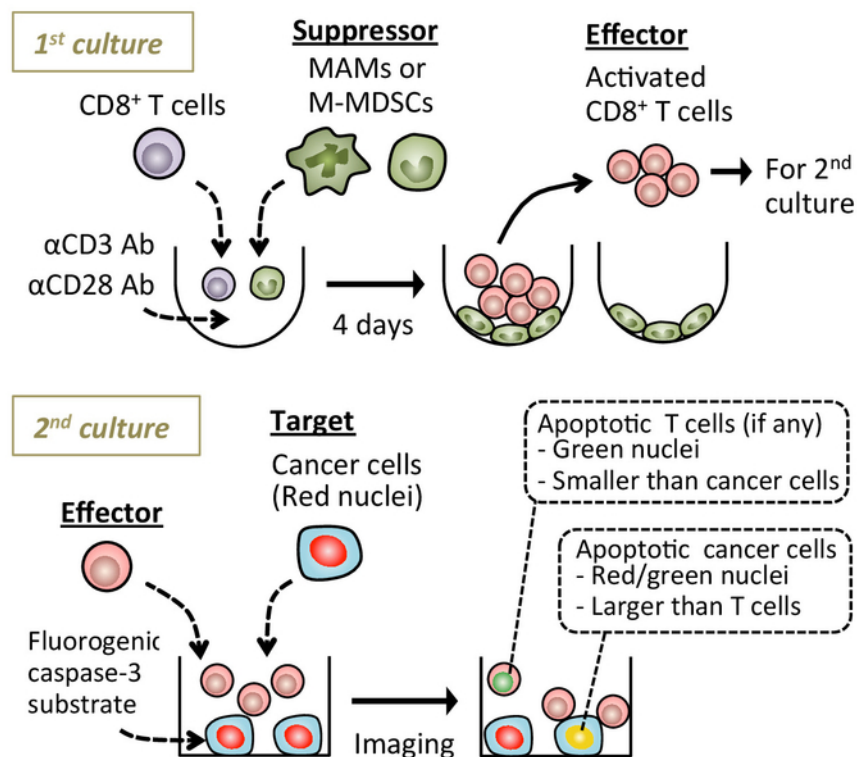 1st culture
Suppressor
MAMs or
M-MDSCs
Effector
Activated
CD8+ T cells
CD8+ T cells
For 2nd
culture
αCD3 Ab
αCD28 Ab
4 days
2nd culture
Target
Cancer cells
(Red nuclei)
Effector
Fluorogenic
caspase-3
substrate
Imaging
Apoptotic T cells (if any)
- Green nuclei
- Smaller than cancer cells
Apoptotic cancer cells
- Red/green nuclei
- Larger than T cells